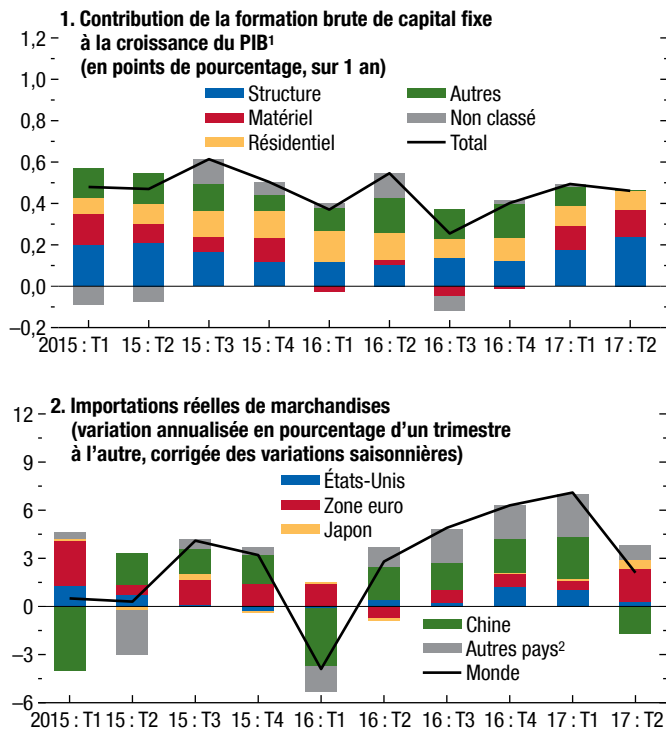 1. Contribution de la formation brute de capital fixe
à la croissance du PIB¹
(en points de pourcentage, sur 1 an)
1,2
1,0
0,8
0,6
0,4
0,2
0,0
–0,2
Structure
Matériel
Résidentiel
Autres
Non classé
Total
2015 : T1 15 : T2 15 : T3 15 : T4 16 : T1 16 : T2 16 : T3 16 : T4 17 : T1 17 : T2
2. Importations réelles de marchandises
(variation annualisée en pourcentage d’un trimestre
à l’autre, corrigée des variations saisonnières)
12
9
6
3
0
–3
–6
États-Unis
Zone euro
Japon
Chine
Autres pays²
Monde
2015 : T1 15 : T2 15 : T3 15 : T4 16 : T1 16 : T2 16 : T3 16 : T4 17 : T1 17 : T2